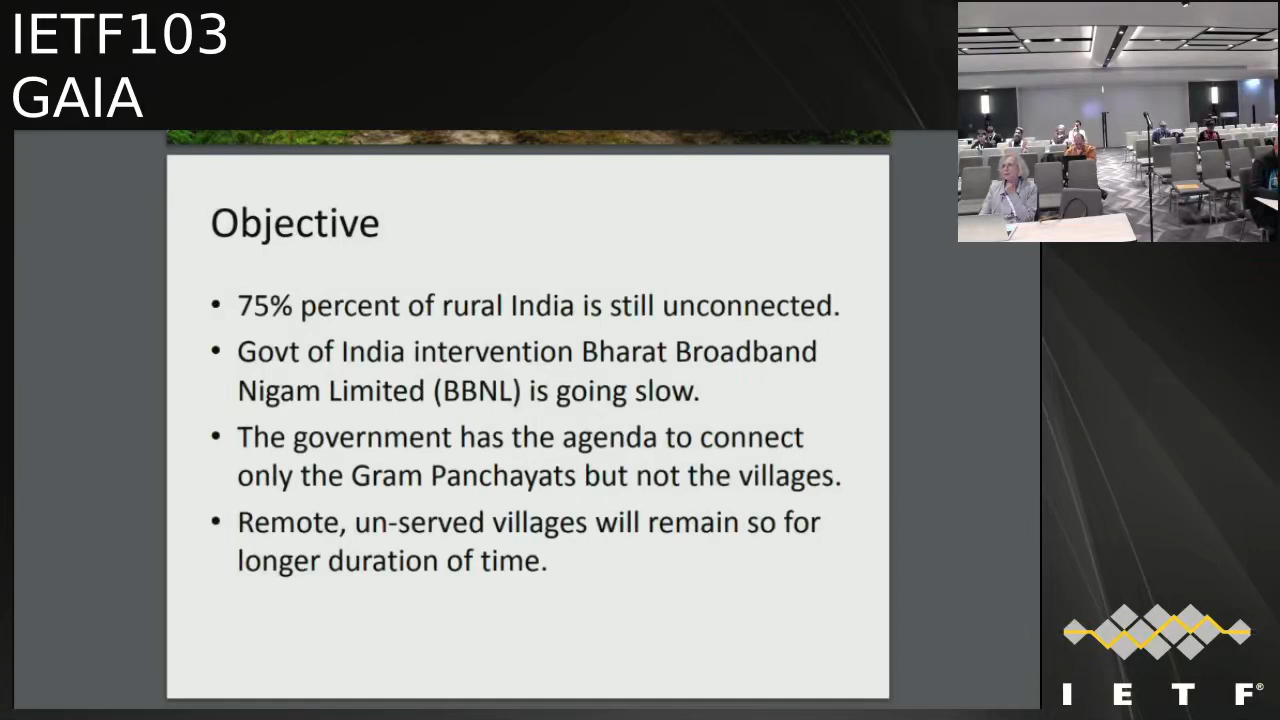 IETF103
GAIA
Objective
• 75% percent of rural India is still unconnected.
• Govt of India intervention Bharat Broadband
Nigam Limited (BBNL) is going slow.
• The government has the agenda to connect
only the Gram Panchayats but not the villages.
• Remote, un-served villages will remain so for
longer duration of time.
I E T F®